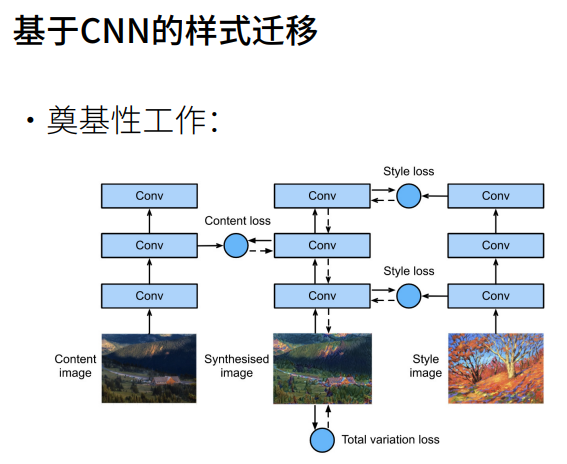 基于CNN的样式迁移
• 奠基性工作：
Style loss
Conv
Conv
Conv
Content loss
Conv
Conv
Conv
Style loss
Conv
Conv
Conv
Content
image
Synthesised
image
Style
image
Total variation loss